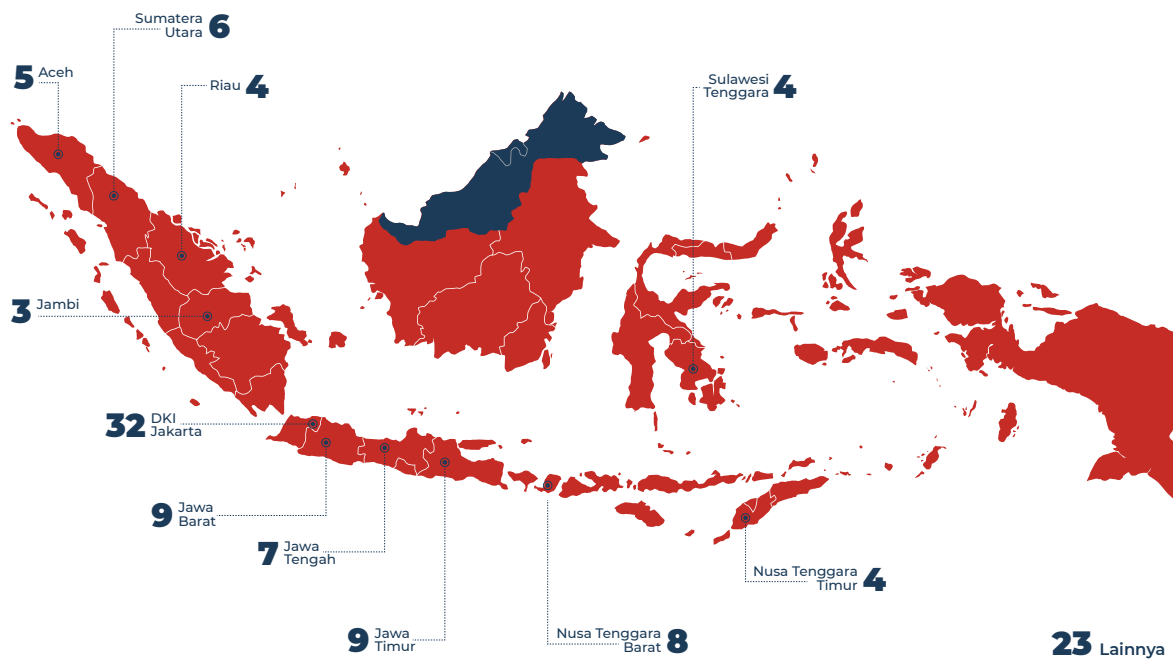 Sumatera
Utara 6
5 Aceh
Riau 4
Sulawesi
Tenggara 4
3 Jambi
32 DKI
Jakarta
9 Jawa
Barat
7 Jawa
Tengah
Nusa Tenggara
Timur 4
9 Jawa
Timur
Nusa Tenggara
Barat 8
23 Lainnya